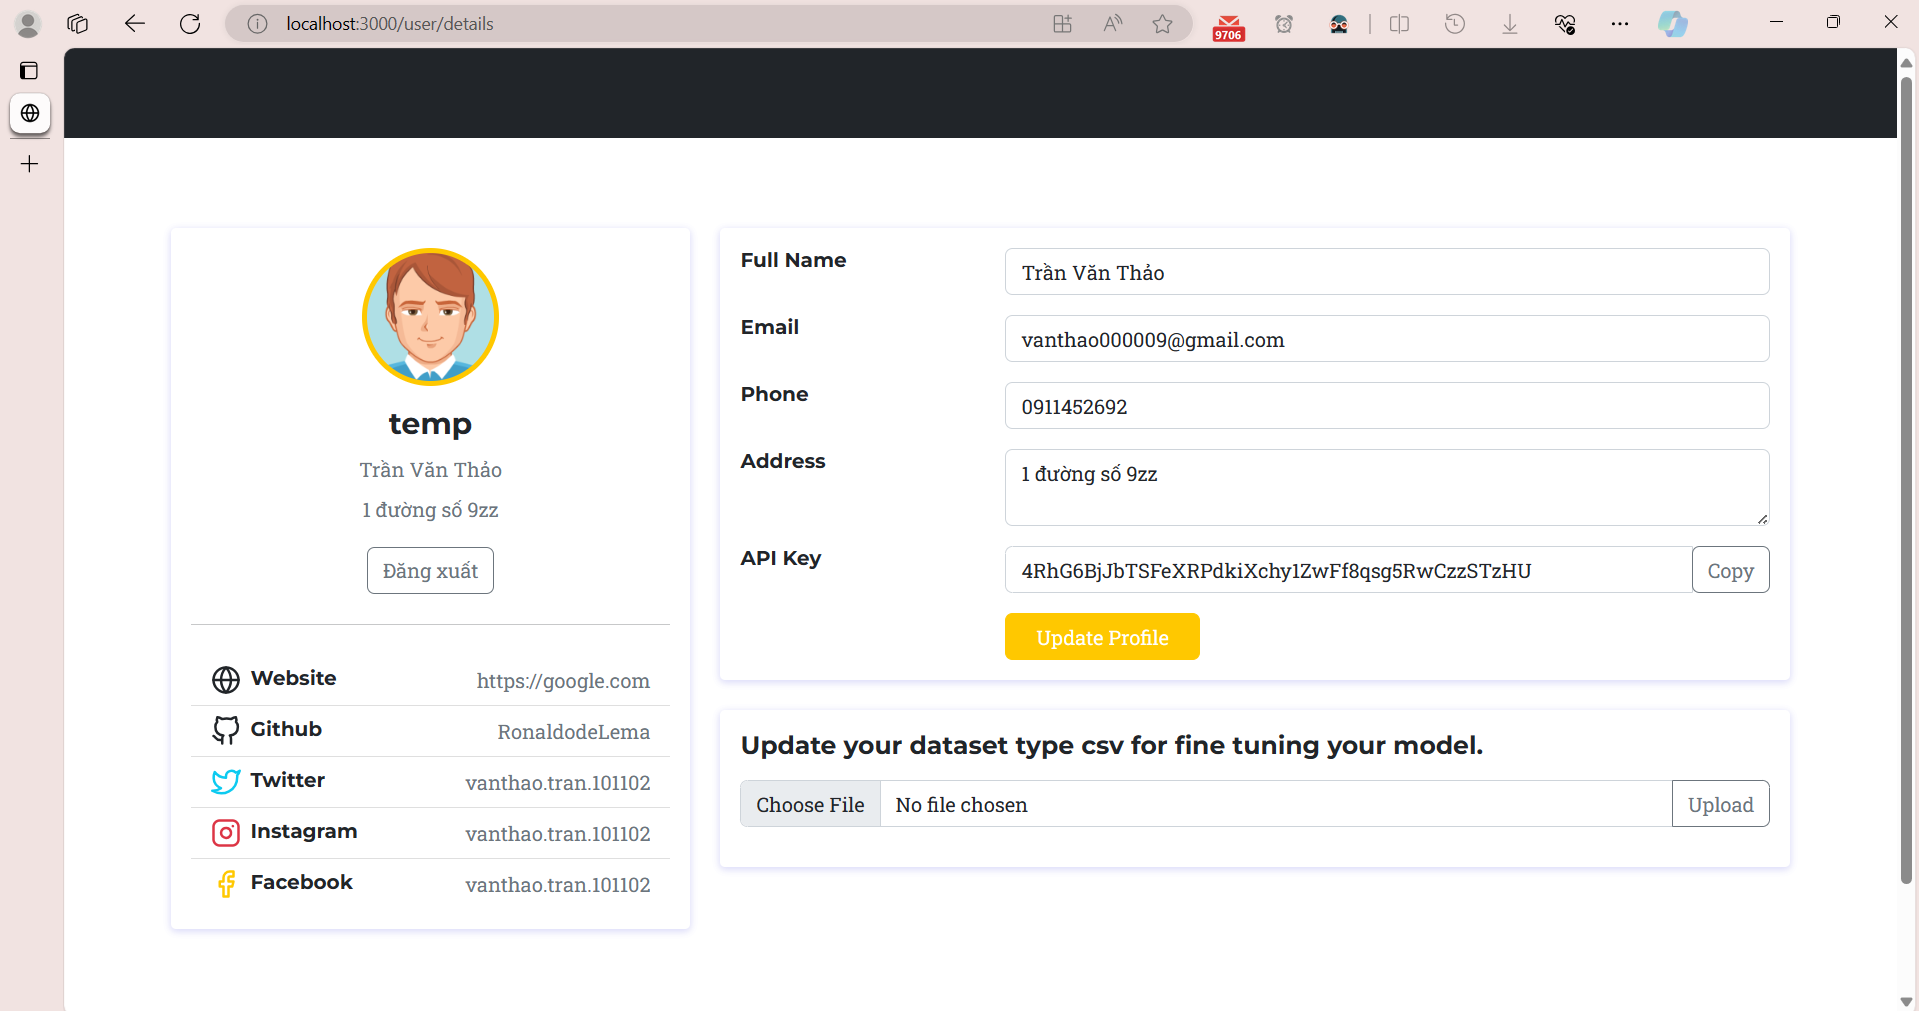 localhost:3000/user/details
9706
temp
Trần Văn Thảo
1 đường số 9zz
Đăng xuất
Website https://google.com
Github RonaldodeLema
Twitter vanthao.tran.101102
Instagram vanthao.tran.101102
Facebook vanthao.tran.101102
Full Name Trần Văn Thảo
Email vanthao000009@gmail.com
Phone 0911452692
Address 1 đường số 9zz
API Key 4RhG6BjJbTSFeXRPdkiXchy1ZwFf8qsg5RwCzzSTzHU Copy
Update Profile
Update your dataset type csv for fine tuning your model.
Choose File No file chosen Upload